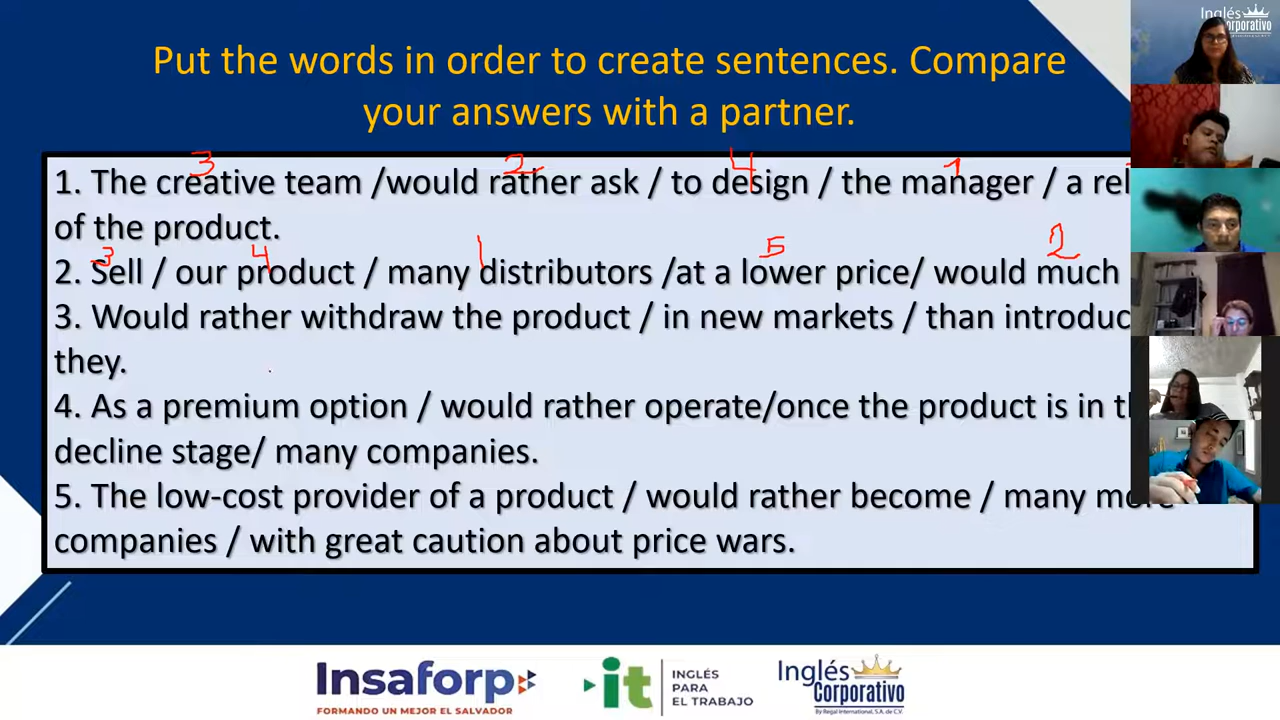 Put the words in order to create sentences. Compare
your answers with a partner.
3 2 4 1
1. The creative team /would rather ask / to design / the manager / a
of the product.
3 4 1 5 2
2. Sell / our product / many distributors /at a lower price/ would much
3. Would rather withdraw the product / in new markets / than
they.
4. As a premium option / would rather operate/once the product is in
decline stage/ many companies.
5. The low-cost provider of a product / would rather become / many more
companies / with great caution about price wars.
Inglés
Corporativo
Insaforp
FORMANDO UN MEJOR EL SALVADOR
it
INGLÉS
PARA
EL TRABAJO
Inglés
Corporativo
By Regal International, S.A. de C.V.